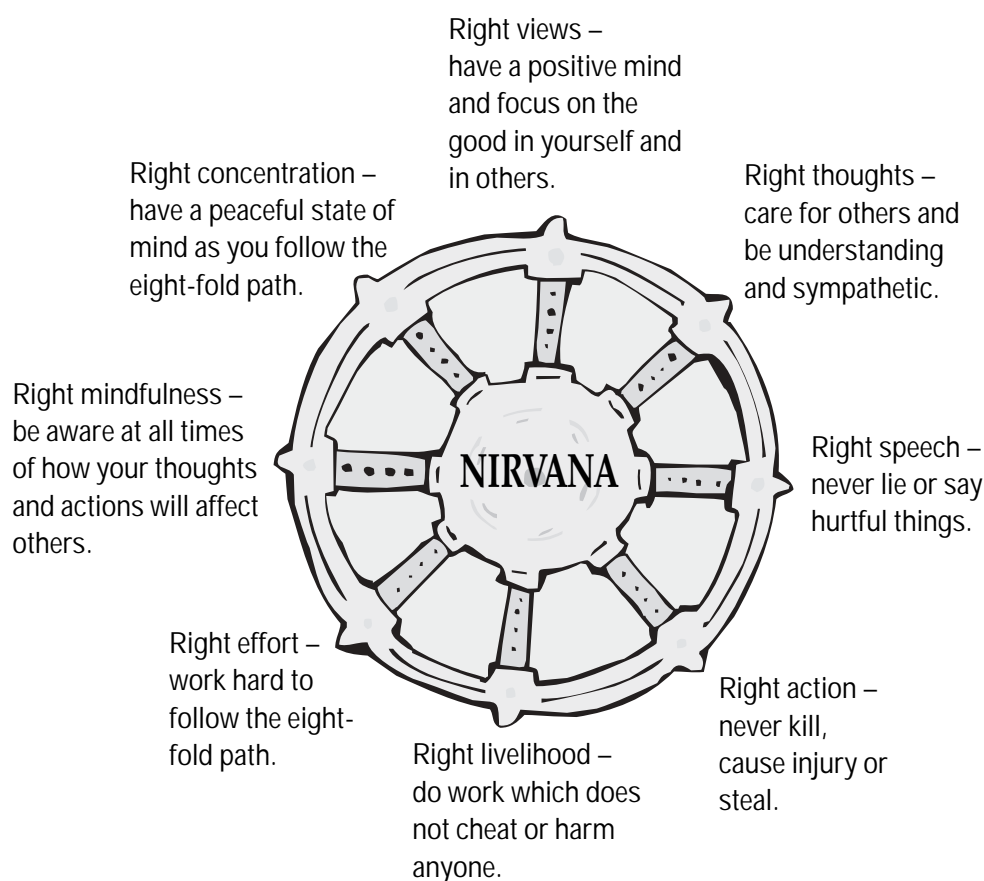 Right views –
have a positive mind
and focus on the
good in yourself and
in others.
Right thoughts –
care for others and
be understanding
and sympathetic.
Right speech –
never lie or say
hurtful things.
Right action –
never kill,
cause injury or
steal.
Right livelihood –
do work which does
not cheat or harm
anyone.
Right effort –
work hard to
follow the eight-
fold path.
Right mindfulness –
be aware at all times
of how your thoughts
and actions will affect
others.
Right concentration –
have a peaceful state of
mind as you follow the
eight-fold path.
NIRVANA